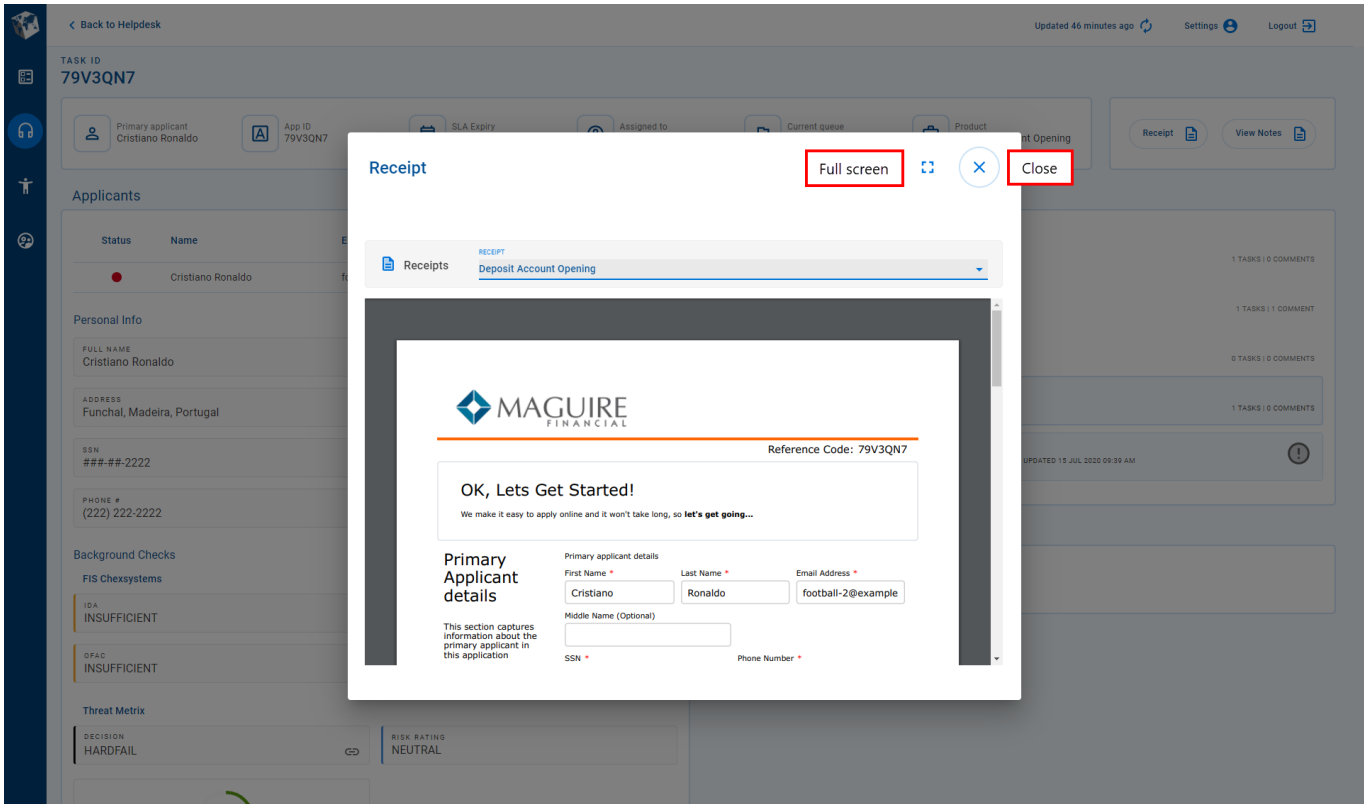 Back to Helpdesk
Updated 46 minutes ago
Settings
Logout
TASK ID
79V3QN7
Primary applicant
Cristiano Ronaldo
App ID
79V3QN7
SLA Expiry
Assigned to
Current queue
Product
nt Opening
Receipt
View Notes
Receipt
Full screen
Close
Applicants
Status
Name
E
Cristiano Ronaldo
fo
1 TASKS | 0 COMMENTS
1 TASKS | 1 COMMENT
0 TASKS | 0 COMMENTS
1 TASKS | 0 COMMENTS
UPDATED 15 JUL 2020 09:39 AM
Personal Info
FULL NAME
Cristiano Ronaldo
ADDRESS
Funchal, Madeira, Portugal
SSN
###-##-2222
PHONE #
(222) 222-2222
Background Checks
FIS Chexsystems
IDA
INSUFFICIENT
OFAC
INSUFFICIENT
Threat Metrix
DECISION
HARDFAIL
RISK RATING
NEUTRAL
Receipts
RECEIPT
Deposit Account Opening
MAGUIRE
FINANCIAL
Reference Code: 79V3QN7
OK, Lets Get Started!
We make it easy to apply online and it won't take long, so let's get going...
Primary
Applicant
details
This section captures
information about the
primary applicant in
this application
Primary applicant details
First Name *
Last Name *
Email Address *
Cristiano
Ronaldo
football-2@example
Middle Name (Optional)
SSN *
Phone Number *